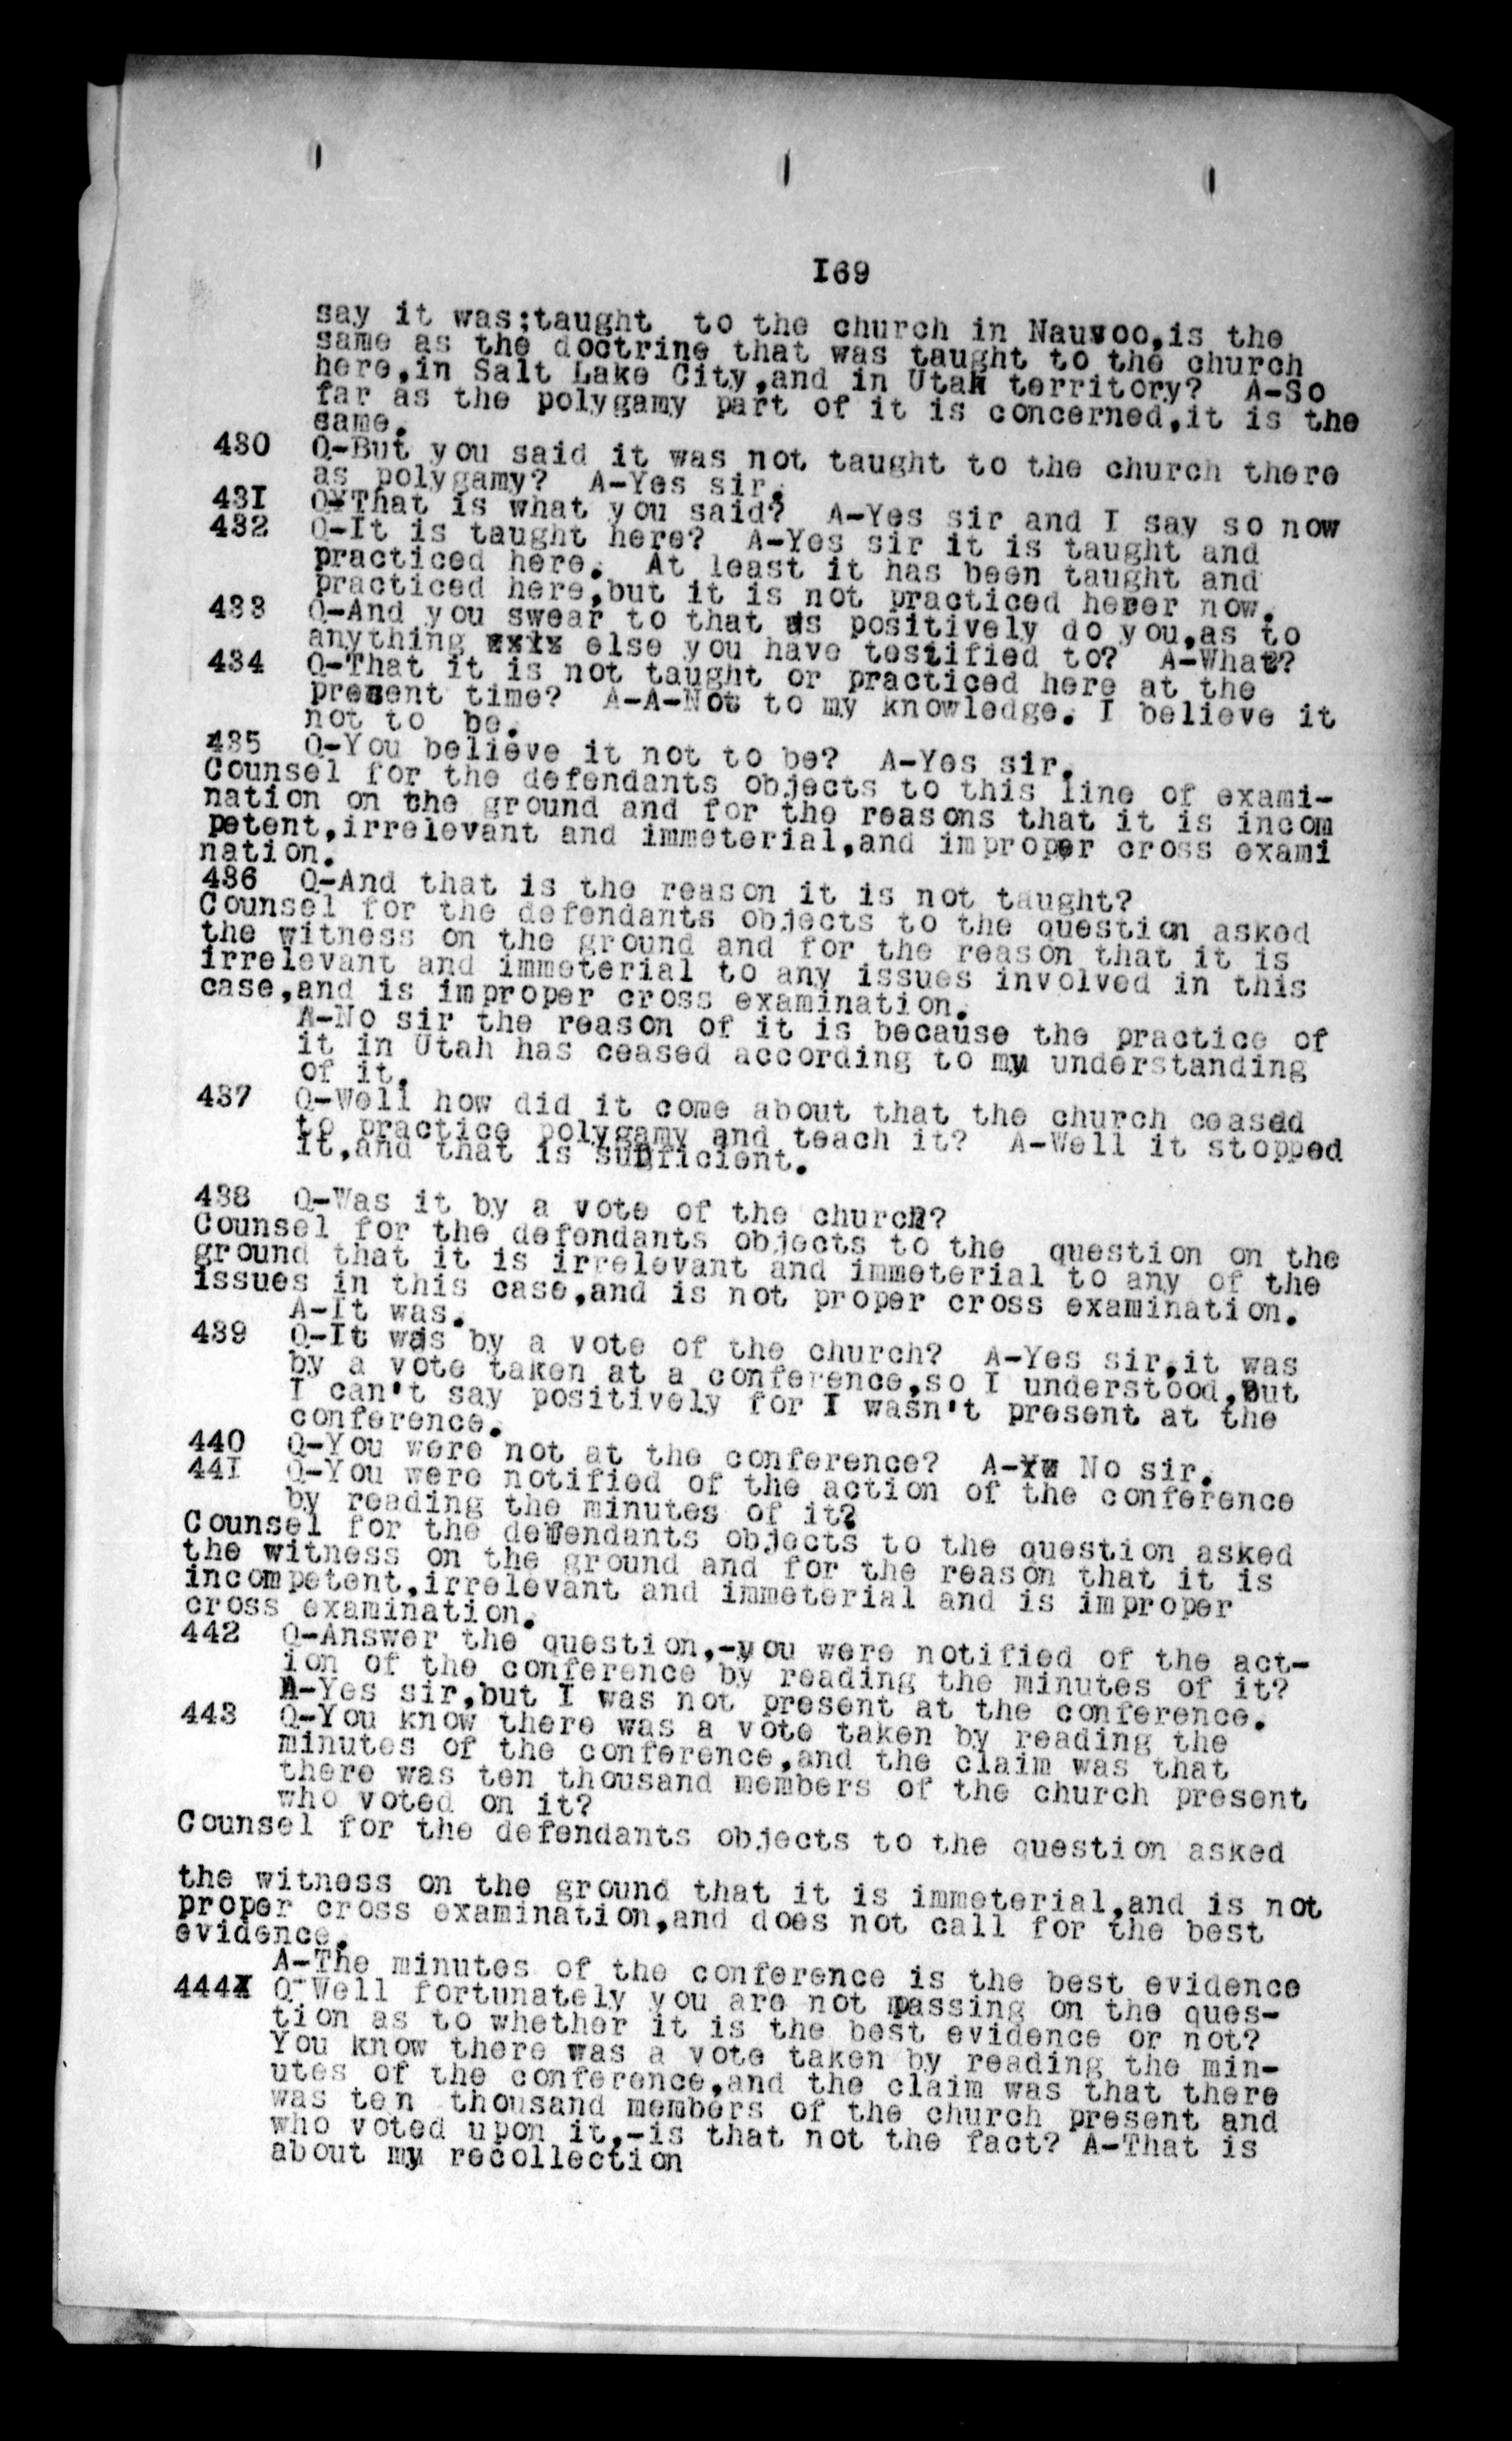 I69
say it was;taught to the church in Nauvoo,is the
same as the doctrine that was taught to the church
here,in Salt Lake City,and in Utah territory? A-So
far as the polygamy part of it is concerned,it is the
same.
430 Q-But you said it was not taught to the church there
as polygamy? A-Yes sir.
43I Q-That is what you said? A-Yes sir and I say so now
432 Q-It is taught here? A-Yes sir it is taught and
practiced here. At least it has been taught and
practiced here,but it is not practiced herer now.
433 Q-And you swear to that as positively do you,as to
anything else you have testified to? A-What?
434 Q-That it is not taught or practiced here at the
present time? A-A-Not to my knowledge. I believe it
not to be.
435 Q-You believe it not to be? A-Yes sir.
Counsel for the defendants objects to this line of exami-
nation on the ground and for the reasons that it is incom
petent,irrelevant and immeterial,and improper cross exami
nation.
436 Q-And that is the reason it is not taught?
Counsel for the defendants objects to the question asked
the witness on the ground and for the reason that it is
irrelevant and immeterial to any issues involved in this
case,and is improper cross examination.
A-No sir the reason of it is because the practice of
it in Utah has ceased according to my understanding
of it.
437 Q-Well how did it come about that the church ceased
to practice polygamy and teach it? A-Well it stopped
it,and that is sufficient.
438 Q-Was it by a vote of the church?
Counsel for the defendants objects to the question on the
ground that it is irrelevant and immeterial to any of the
issues in this case,and is not proper cross examination.
A-It was.
439 Q-It was by a vote of the church? A-Yes sir,it was
by a vote taken at a conference,so I understood,But
I can't say positively for I wasn't present at the
conference.
440 Q-You were not at the conference? A- No sir.
44I Q-You were notified of the action of the conference
by reading the minutes of it?
Counsel for the defendants objects to the question asked
the witness on the ground and for the reason that it is
incompetent,irrelevant and immeterial and is improper
cross examination.
442 Q-Answer the question,-you were notified of the act-
ion of the conference by reading the minutes of it?
A-Yes sir,but I was not present at the conference.
443 Q-You know there was a vote taken by reading the
minutes of the conference,and the claim was that
there was ten thousand members of the church present
who voted on it?
Counsel for the defendants objects to the question asked
the witness on the ground that it is immeterial,and is not
proper cross examination,and does not call for the best
evidence.
A-The minutes of the conference is the best evidence
444 Q-Well fortunately you are not passing on the ques-
tion as to whether it is the best evidence or not?
You know there was a vote taken by reading the min-
utes of the conference,and the claim was that there
was ten thousand members of the church present and
who voted upon it,-is that not the fact? A-That is
about my recollection